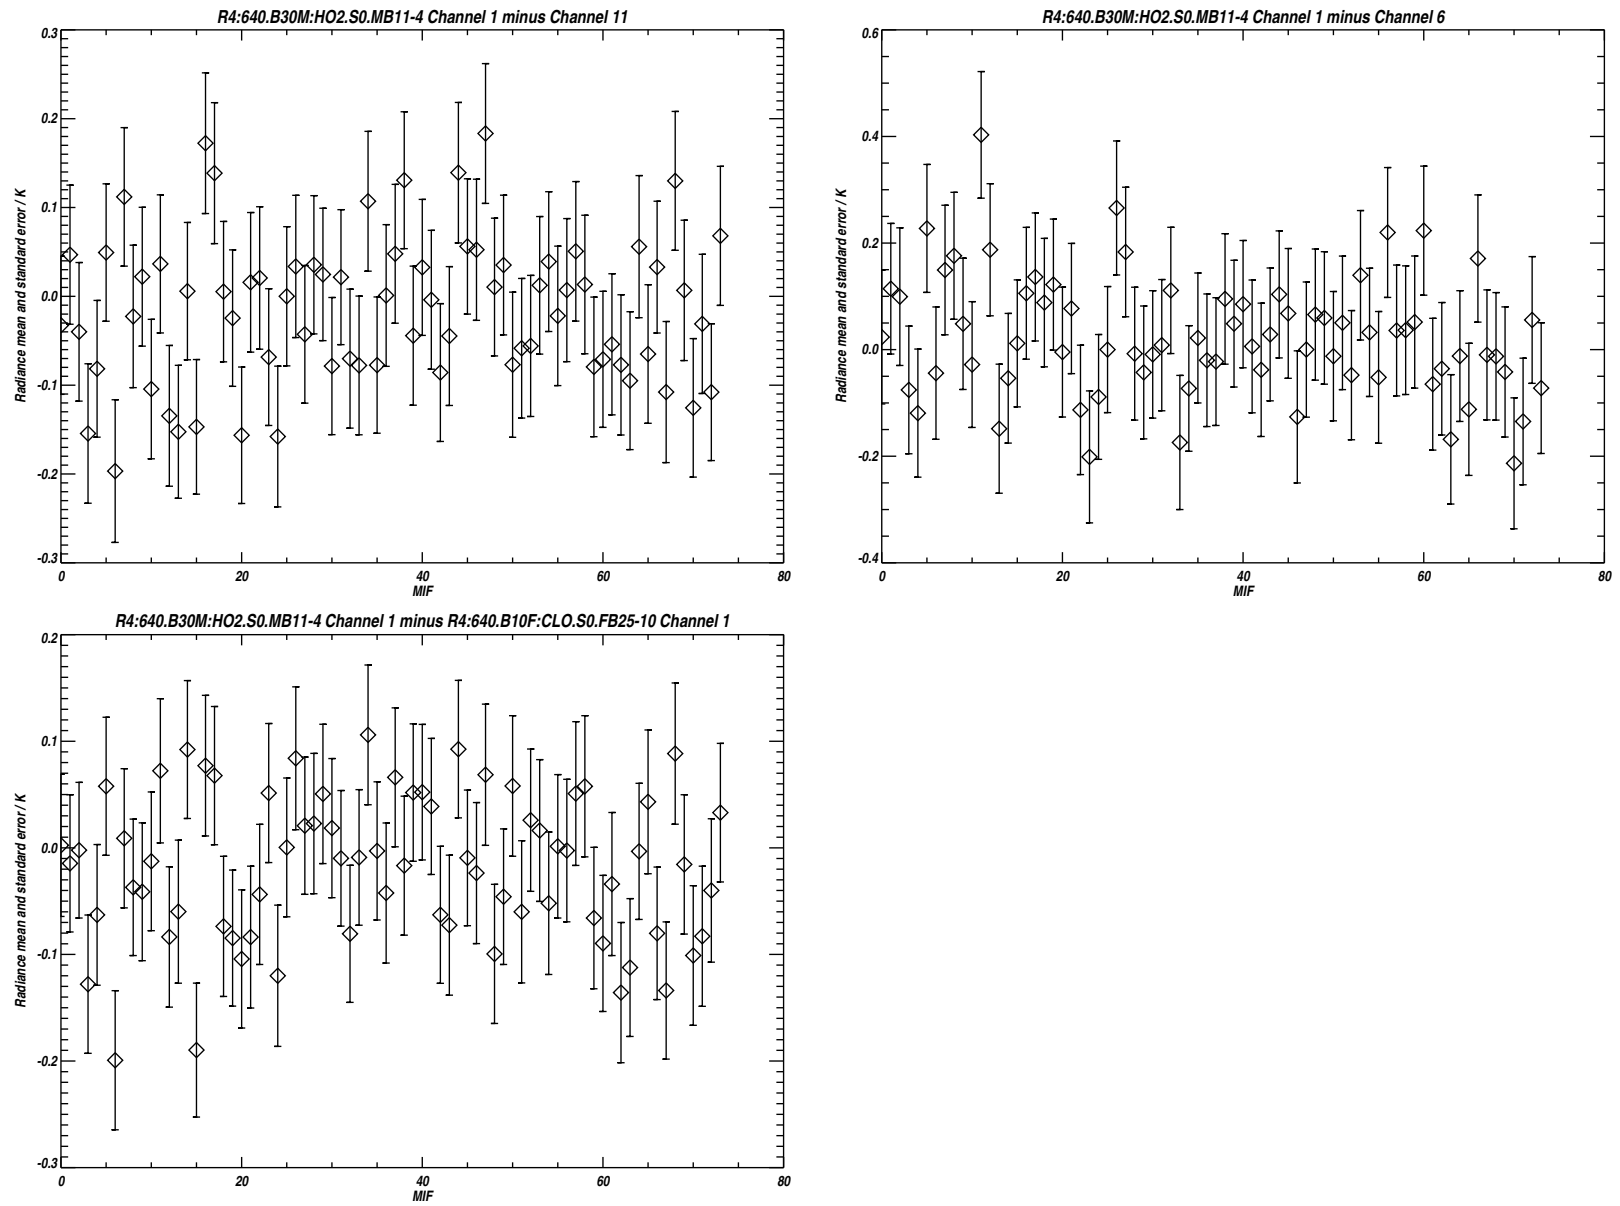 R4:640.B30M:HO2.S0.MB11-4 Channel 1 minus Channel 11
0.3
0.2
0.1
0.0
-0.1
-0.2
-0.3
Radiance mean and standard error / K
0 20 40 60 80
MIF
R4:640.B30M:HO2.S0.MB11-4 Channel 1 minus Channel 6
0.6
0.4
0.2
0.0
-0.2
-0.4
Radiance mean and standard error / K
0 20 40 60 80
MIF
R4:640.B30M:HO2.S0.MB11-4 Channel 1 minus R4:640.B10F:CLO.S0.FB25-10 Channel 1
0.2
0.1
0.0
-0.1
-0.2
-0.3
Radiance mean and standard error / K
0 20 40 60 80
MIF